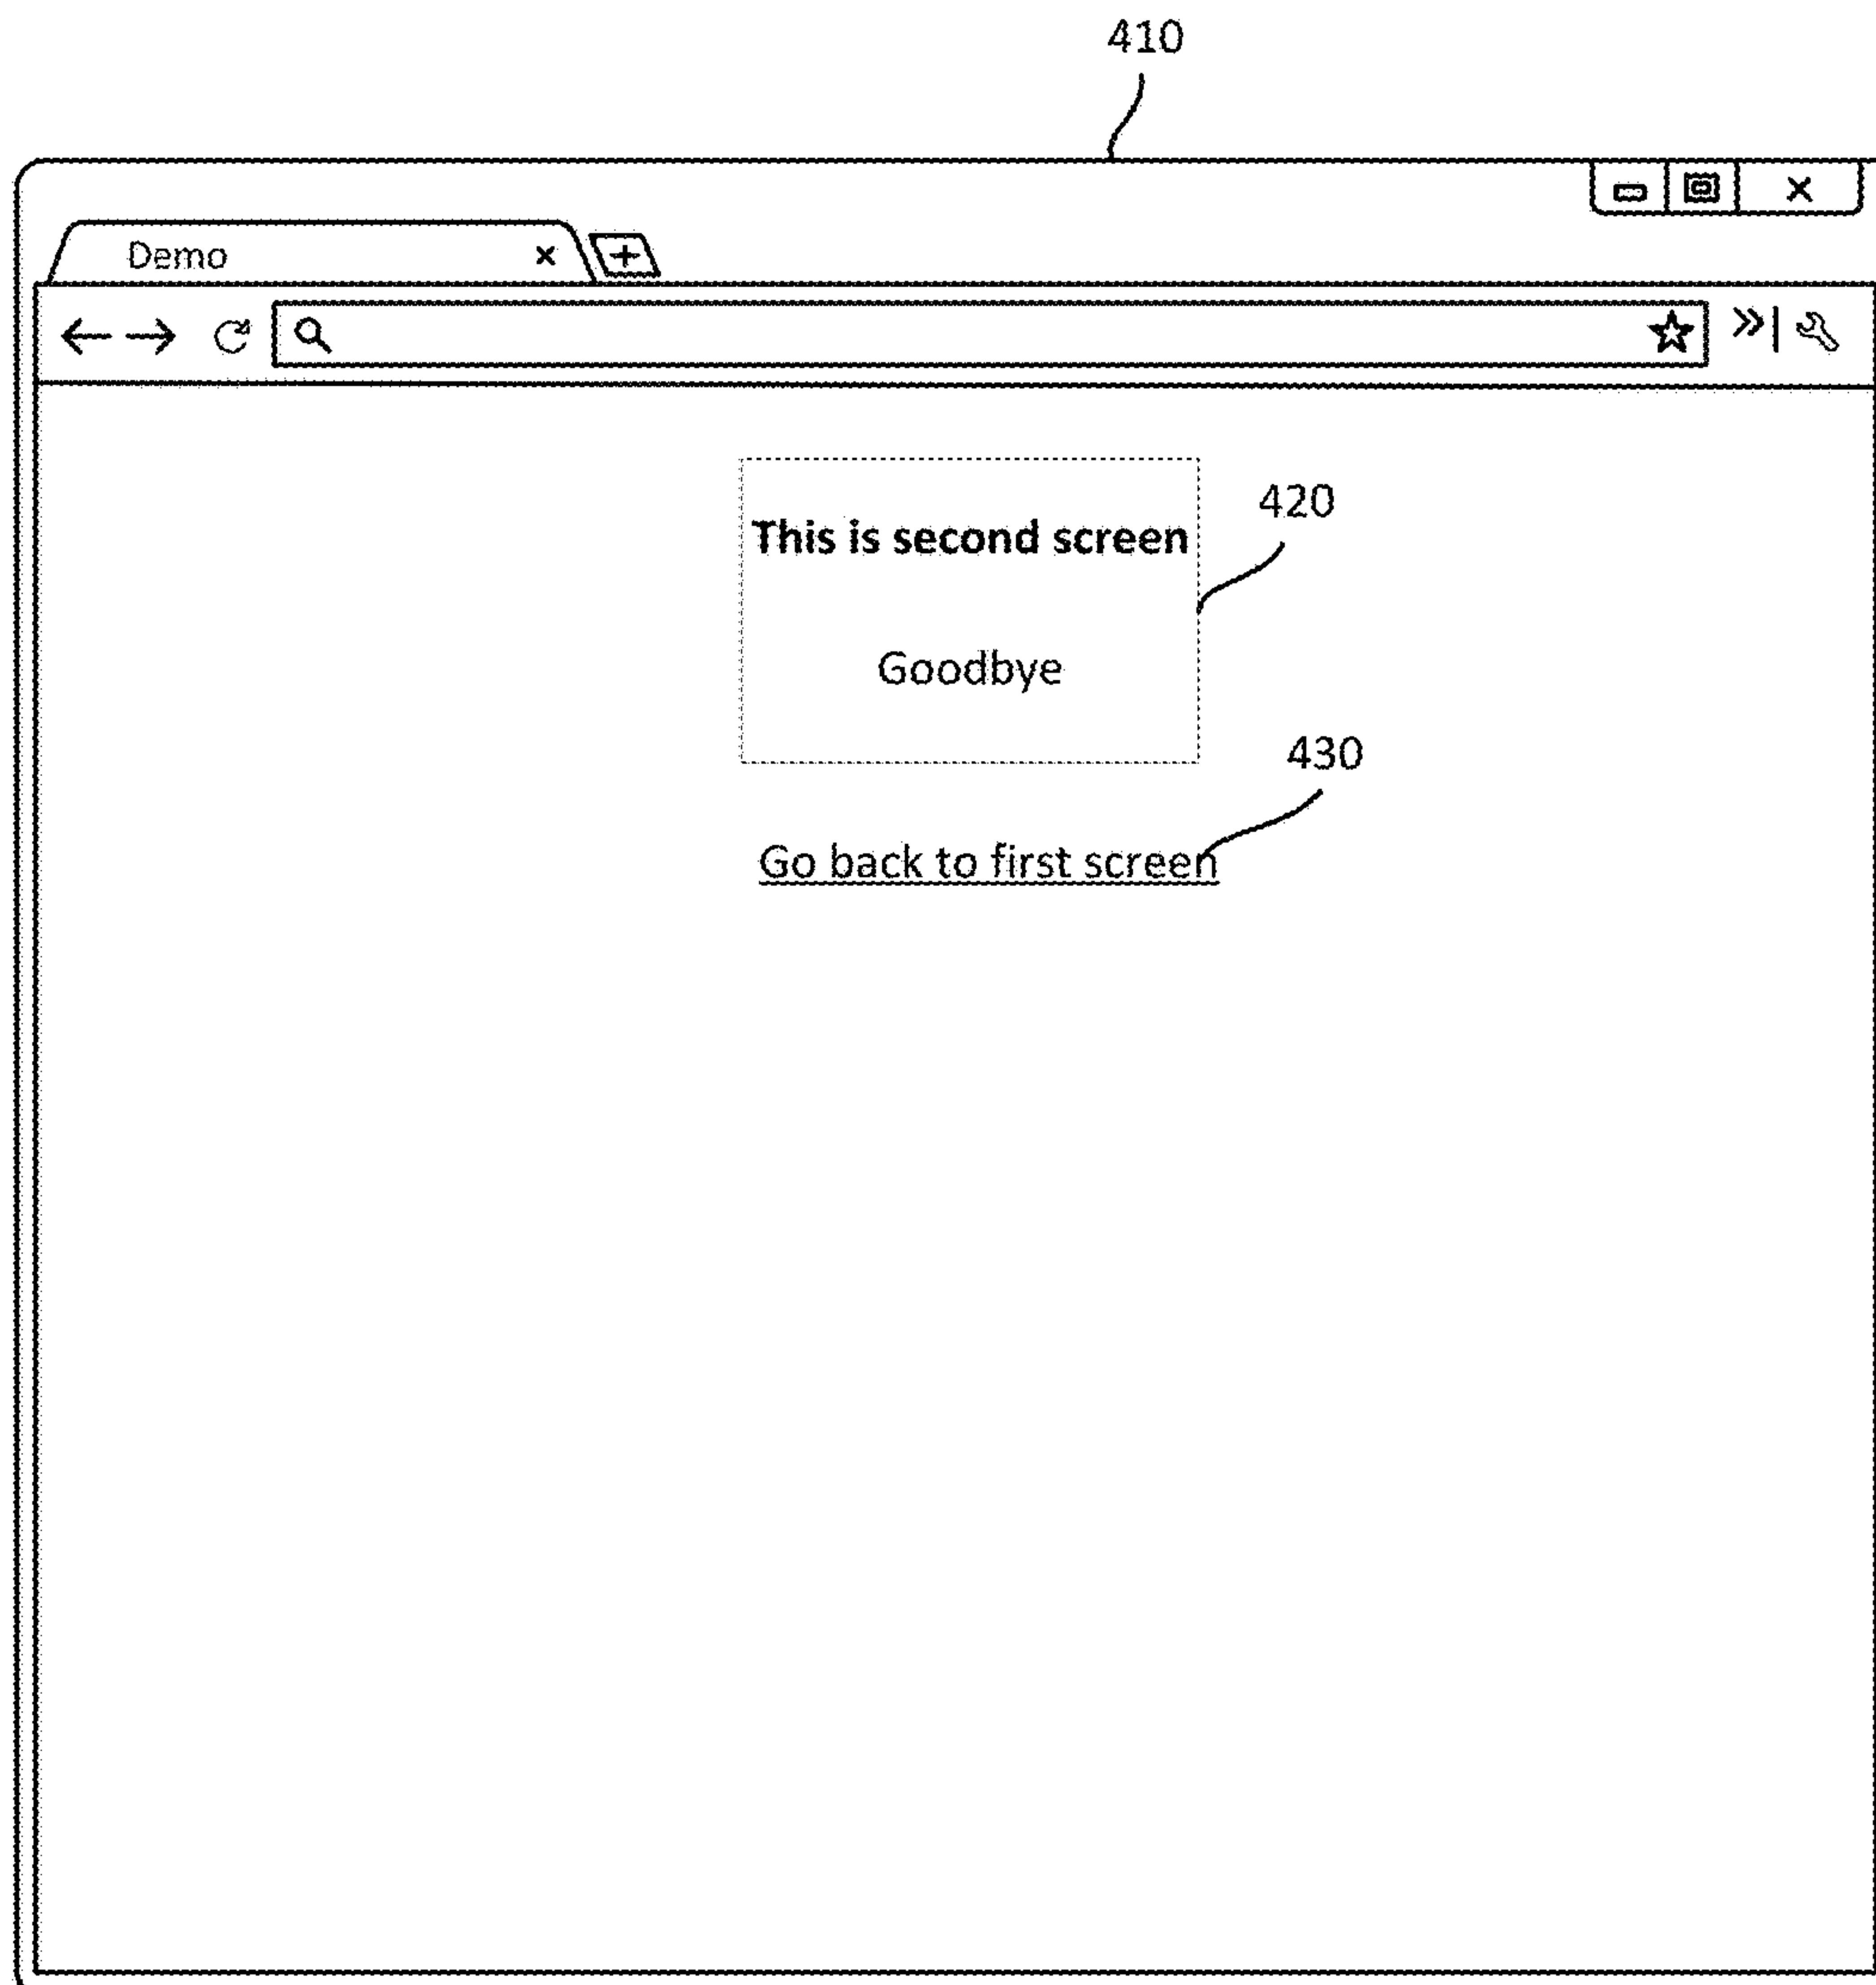 410
Demo
This is second screen
420
Goodbye
430
Go back to first screen